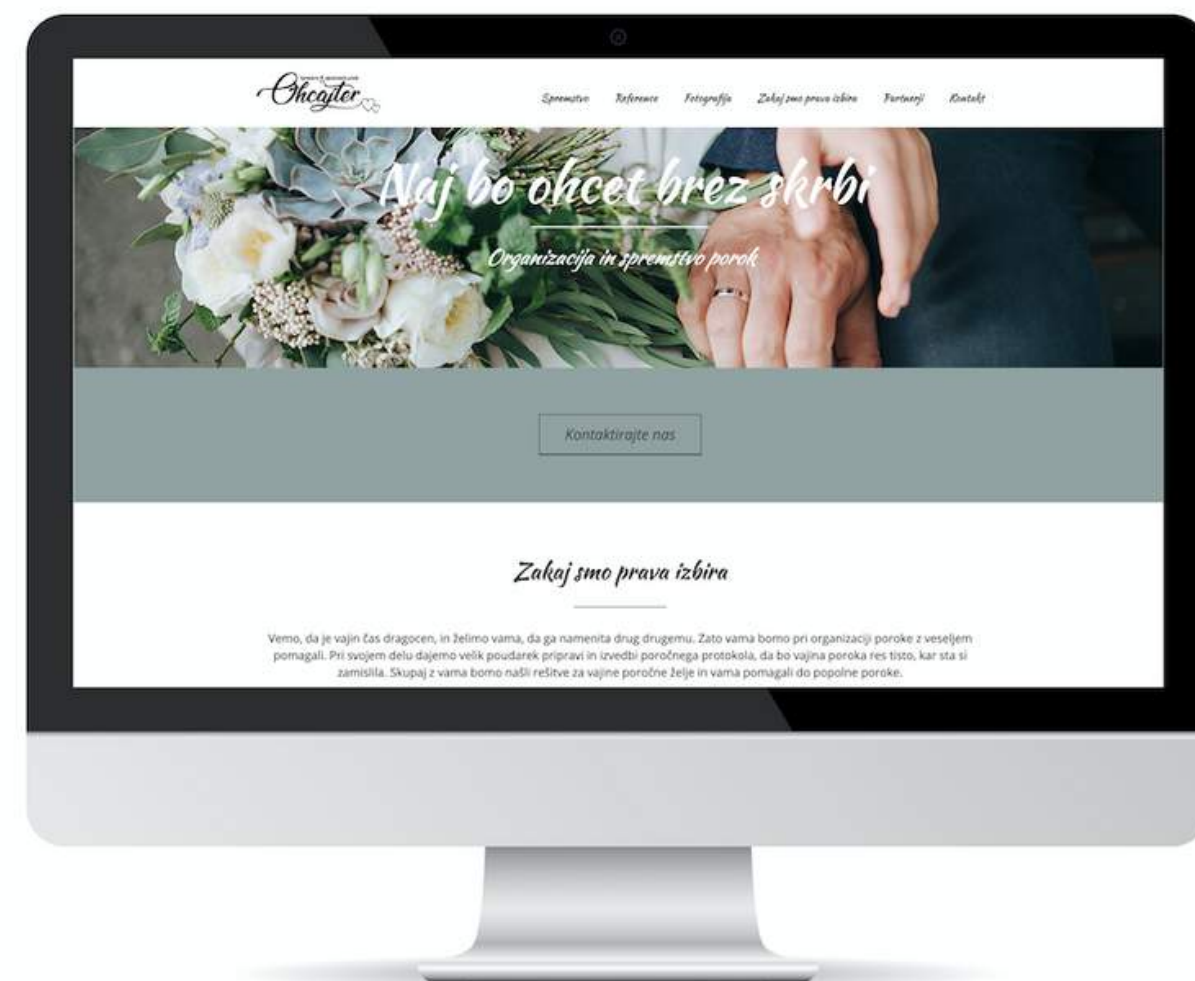 Ohcajter
Spremstvo Reference Fotografija Zakaj smo prava izbira Partnerji Kontakt
Naj bo ohcet brez skrbi
Organizacija in spremstvo porok
Kontaktirajte nas
Zakaj smo prava izbira
Vemo, da je vajin čas dragocen, in želimo vama, da ga namenita drug drugemu. Zato vama bomo pri organizaciji poroke z veseljem
pomagali. Pri svojem delu dajemo velik poudarek pripravi in izvedbi poročnega protokola, da bo vajina poroka res tisto, kar sta si
zamislila. Skupaj z vama bomo našli rešitve za vajine poročne želje in vama pomagali do popolne poroke.